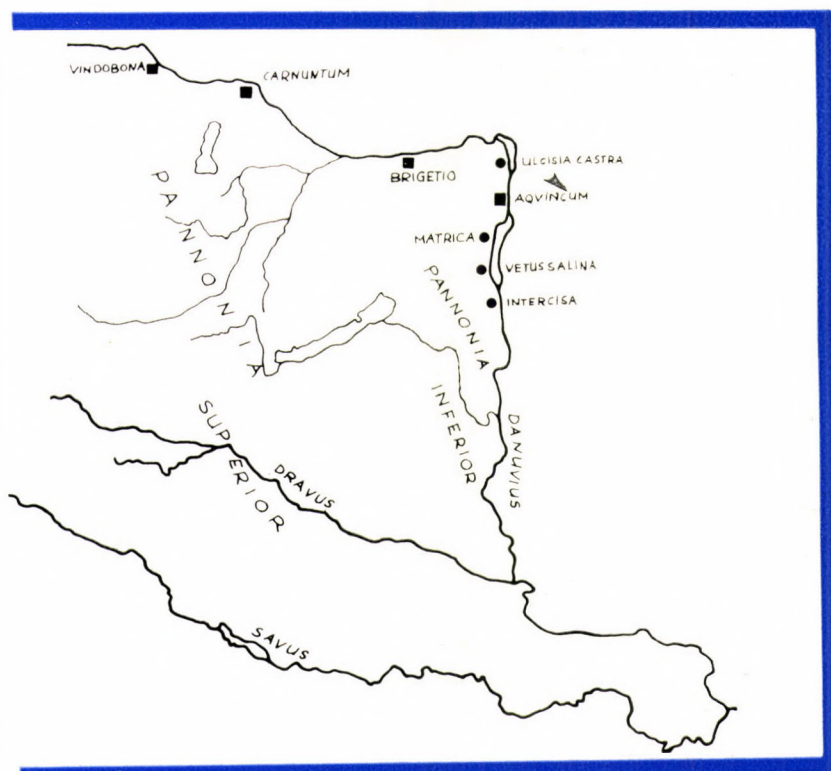 VINDOBONA
CARNUNTUM
BRIGETIO
ULCISIA CASTRA
AQVINCUM
MATRICA
VETUS SALINA
INTERCISA
PANNONIA
SUPERIOR
PANNONIA
INFERIOR
DANUVIUS
DRAVUS
SAVUS